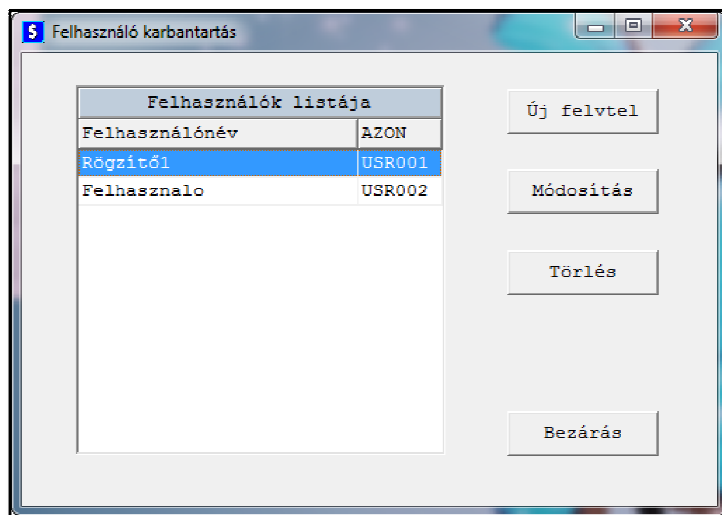 $ Felhasználó karbantartás
Felhasználók listája
Felhasználónév AZON
Rögzítő1 USR001
Felhasznalo USR002
Új felvtel
Módosítás
Törlés
Bezárás